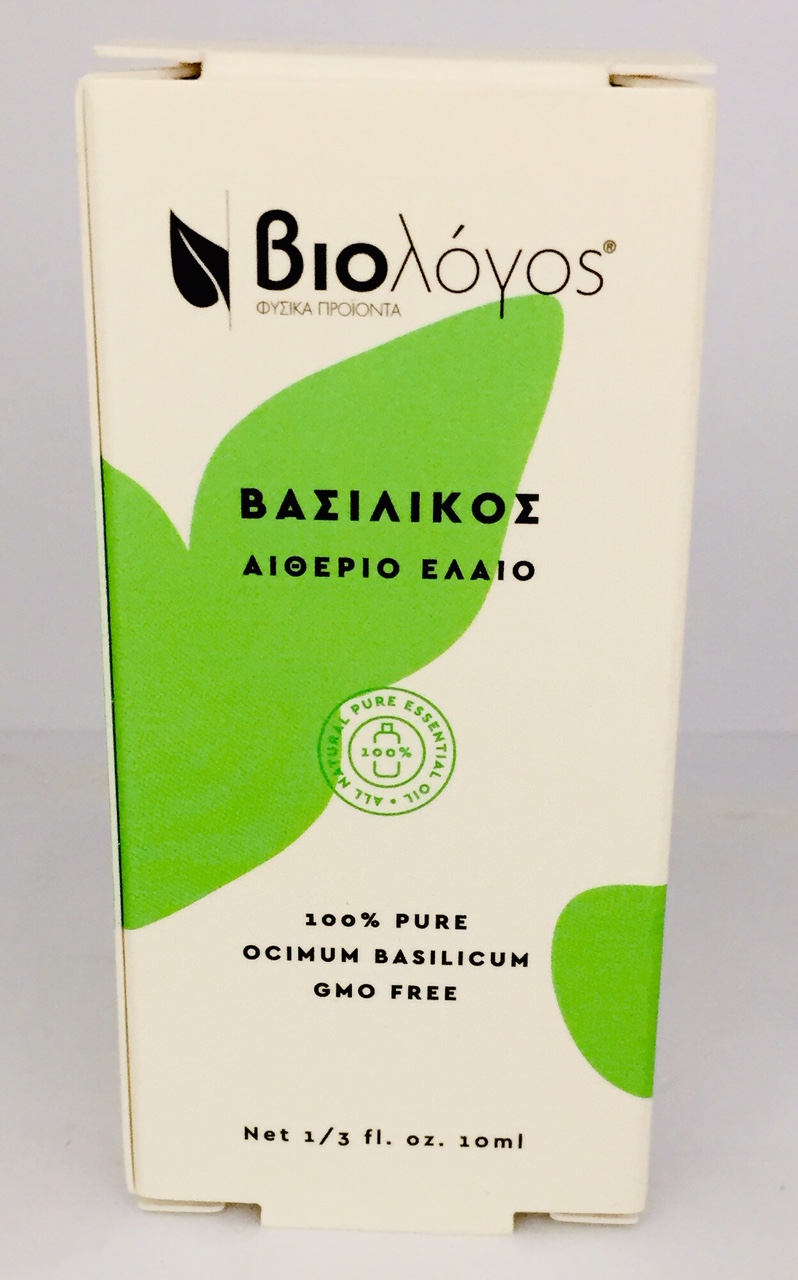 Βιολόγος®
ΦΥΣΙΚΑ ΠΡΟΪΟΝΤΑ
ΒΑΣΙΛΙΚΟΣ
ΑΙΘΕΡΙΟ ΕΛΑΙΟ
ALL NATURAL PURE ESSENTIAL OIL •
100%
100% PURE
OCIMUM BASILICUM
GMO FREE
Net 1/3 fl. oz. 10ml